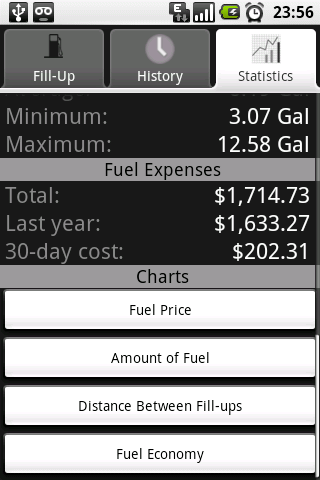 E
23:56
Fill-Up
History
Statistics
Minimum: 3.07 Gal
Maximum: 12.58 Gal
Fuel Expenses
Total: $1,714.73
Last year: $1,633.27
30-day cost: $202.31
Charts
Fuel Price
Amount of Fuel
Distance Between Fill-ups
Fuel Economy